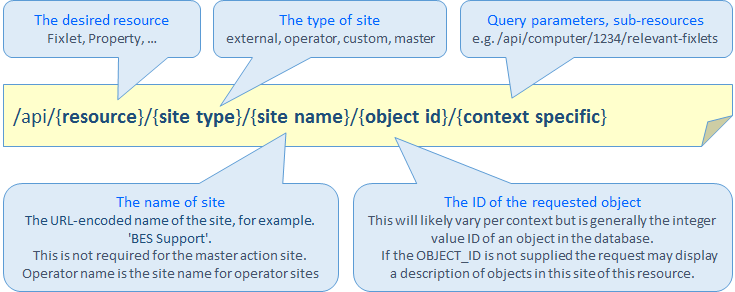 The desired resource
Fixlet, Property, ...
The type of site
external, operator, custom, master
Query parameters, sub-resources
e.g. /api/computer/1234/relevant-fixlets
/api/{resource}/{site type}/{site name}/{object id}/{context specific}
The name of site
The URL-encoded name of the site, for example.
'BES Support'.
This is not required for the master action site.
Operator name is the site name for operator sites
The ID of the requested object
This will likely vary per context but is generally the integer
value ID of an object in the database.
If the OBJECT_ID is not supplied the request may display
a description of objects in this site of this resource.